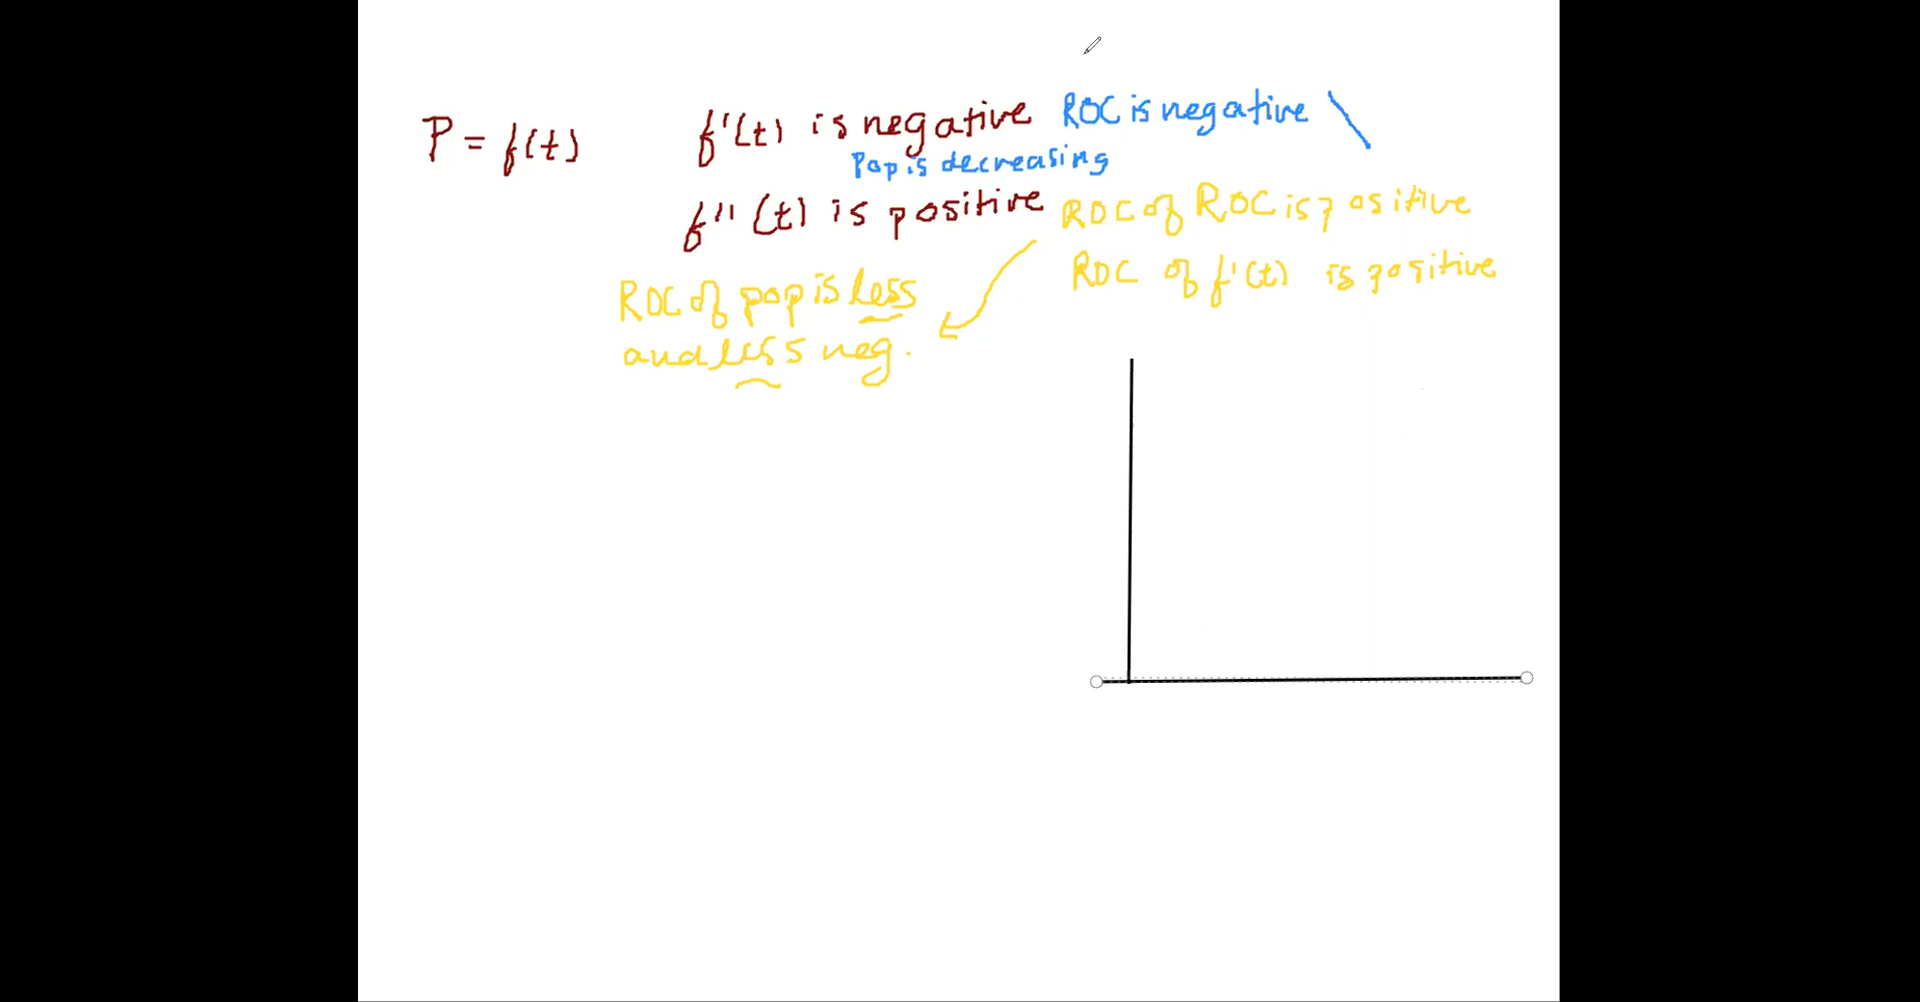 P = f(t)
f'(t) is negative ROC is negative
Pop is decreasing
f''(t) is positive ROC of ROC is positive
ROC of f'(t) is positive
ROC of pop is less
and less neg.